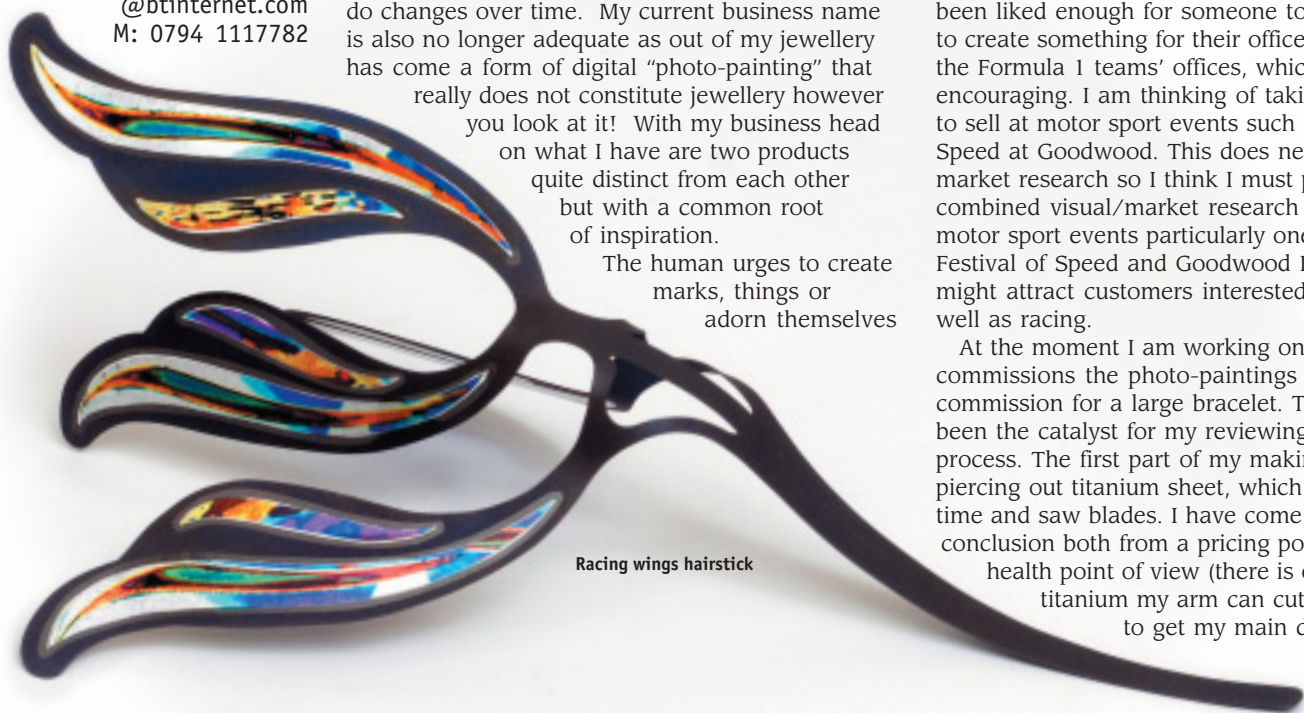 @btinternet.com
M: 0794 1117782
do changes over time. My current business name
is also no longer adequate as out of my jewellery
has come a form of digital “photo-painting” that
really does not constitute jewellery however
you look at it! With my business head
on what I have are two products
quite distinct from each other
but with a common root
of inspiration.
The human urges to create
marks, things or
adorn themselves
been liked enough for someone to
to create something for their office
the Formula 1 teams’ offices, whic
encouraging. I am thinking of taki
to sell at motor sport events such
Speed at Goodwood. This does ne
market research so I think I must
combined visual/market research
motor sport events particularly one
Festival of Speed and Goodwood
might attract customers interested
well as racing.
At the moment I am working on
commissions the photo-paintings
commission for a large bracelet. T
been the catalyst for my reviewing
process. The first part of my makin
piercing out titanium sheet, which
time and saw blades. I have come
conclusion both from a pricing po
health point of view (there is
titanium my arm can cut
to get my main d
Racing wings hairstick